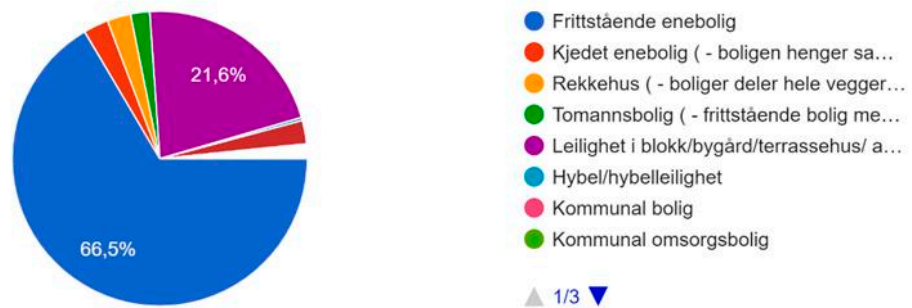 Frittstående enebolig
Kjedet enebolig ( - boligen henger sa…
Rekkehus ( - boliger deler hele vegger…
Tomannsbolig ( - frittstående bolig me…
Leilighet i blokk/bygård/terrassehus/ a…
Hybel/hybelleilighet
Kommunal bolig
Kommunal omsorgsbolig
1/3
21,6%
66,5%